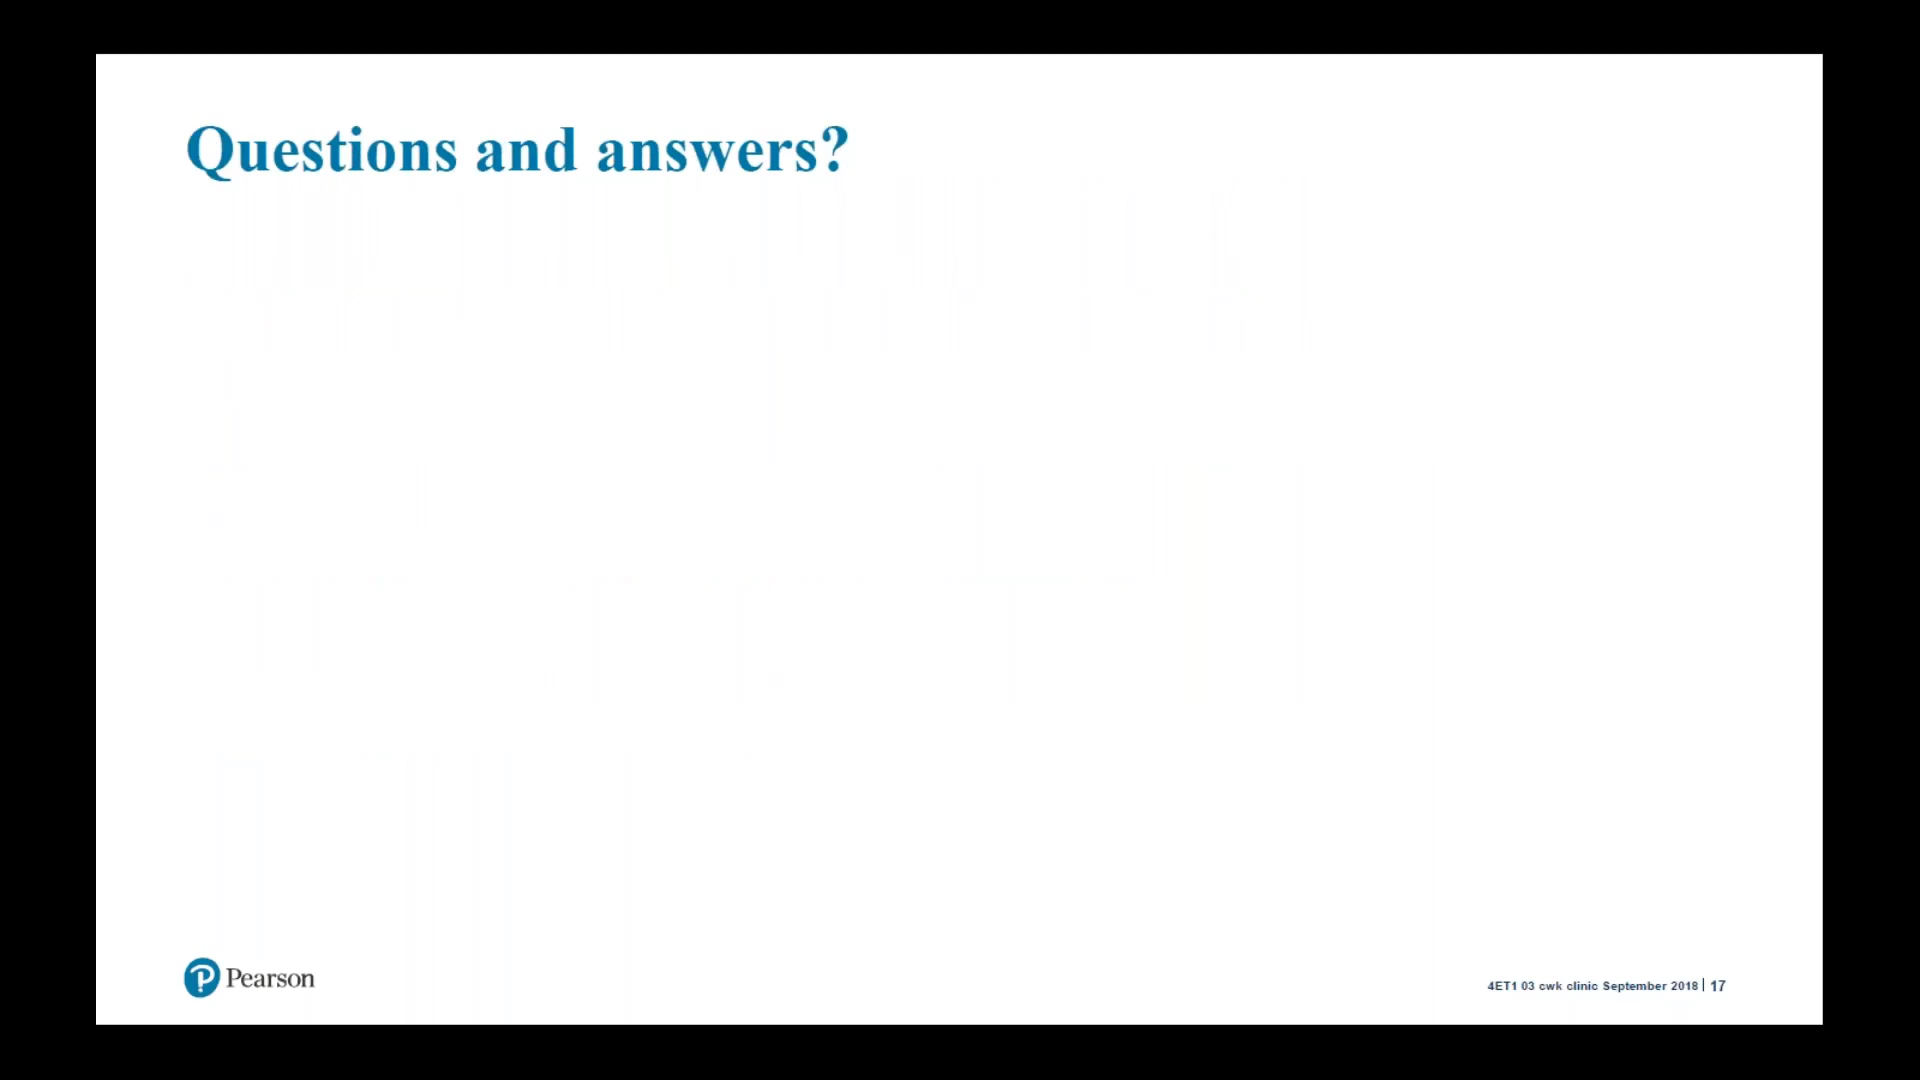 Questions and answers?
Pearson
4ET1 03 cwk clinic September 2018 | 17